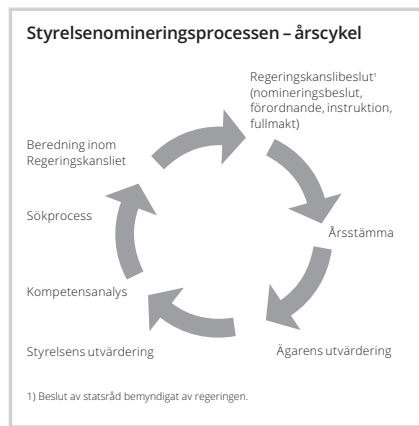 Styrelsenomineringsprocessen – årscykel
Regeringskanslibeslut¹
(nomineringsbeslut,
förordnande, instruktion,
fullmakt)
Beredning inom
Regeringskansliet
Sökprocess
Årsstämma
Kompetensanalys
Styrelsens utvärdering
Ägarens utvärdering
1) Beslut av statsråd bemyndigat av regeringen.